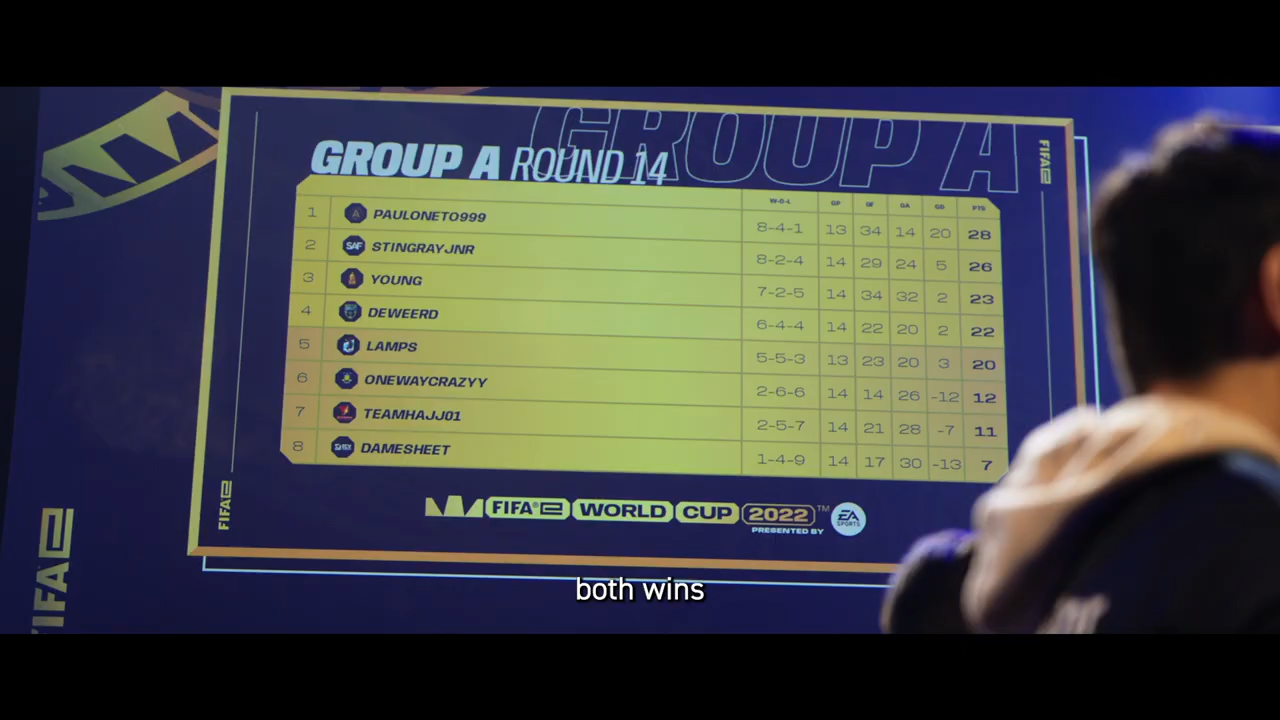 GROUP A
GROUP A ROUND 14
FIFAe
W-D-L GP GF GA GD PTS
1 PAULONETO999 8-4-1 13 34 14 20 28
2 SAF STINGRAYJNR 8-2-4 14 29 24 5 26
3 YOUNG 7-2-5 14 34 32 2 23
4 DEWEERD 6-4-4 14 22 20 2 22
5 LAMPS 5-5-3 13 23 20 3 20
6 ONEWAYCRAZYY 2-6-6 14 14 26 -12 12
7 TEAMHAJJ01 2-5-7 14 21 28 -7 11
8 DAMESHEET 1-4-9 14 17 30 -13 7
FIFAe
FIFA®e WORLD CUP 2022™
PRESENTED BY EA SPORTS
FIFAe
both wins